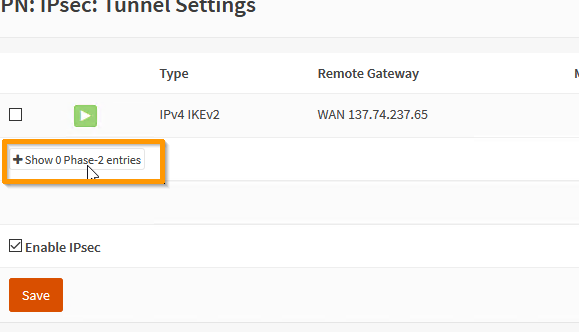 PN: IPsec: Tunnel Settings
Type Remote Gateway
IPv4 IKEv2 WAN 137.74.237.65
Show 0 Phase-2 entries
Enable IPsec
Save